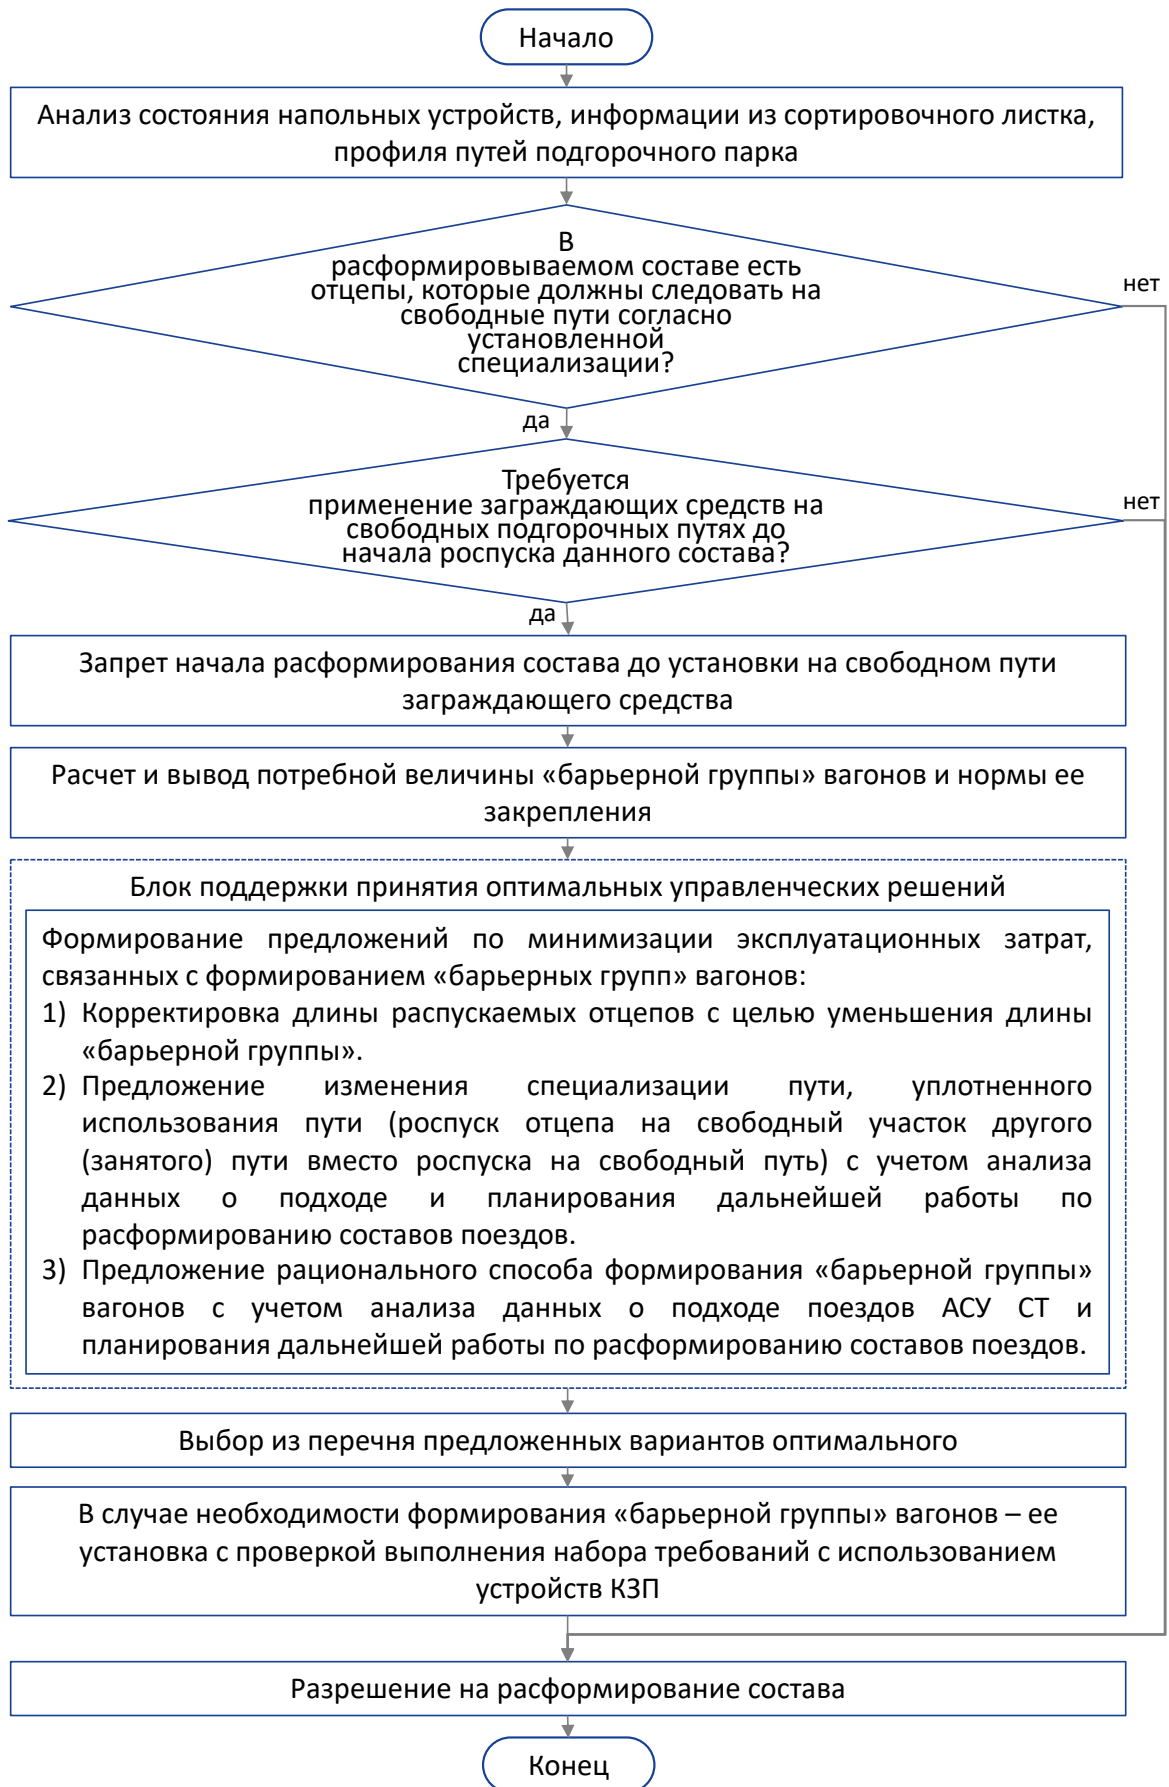 Начало
Анализ состояния напольных устройств, информации из сортировочного листка,
профиля путей подгорочного парка
В
расформировываемом составе есть
отцепы, которые должны следовать на
свободные пути согласно
установленной
специализации?
нет
да
Требуется
применение заграждающих средств на
свободных подгорочных путях до
начала роспуска данного состава?
нет
да
Запрет начала расформирования состава до установки на свободном пути
заграждающего средства
Расчет и вывод потребной величины «барьерной группы» вагонов и нормы ее
закрепления
Блок поддержки принятия оптимальных управленческих решений
Формирование предложений по минимизации эксплуатационных затрат,
связанных с формированием «барьерных групп» вагонов:
1) Корректировка длины распускаемых отцепов с целью уменьшения длины
«барьерной группы».
2) Предложение изменения специализации пути, уплотненного
использования пути (роспуск отцепа на свободный участок другого
(занятого) пути вместо роспуска на свободный путь) с учетом анализа
данных о подходе и планирования дальнейшей работы по
расформированию составов поездов.
3) Предложение рационального способа формирования «барьерной группы»
вагонов с учетом анализа данных о подходе поездов АСУ СТ и
планирования дальнейшей работы по расформированию составов поездов.
Выбор из перечня предложенных вариантов оптимального
В случае необходимости формирования «барьерной группы» вагонов – ее
установка с проверкой выполнения набора требований с использованием
устройств КЗП
Разрешение на расформирование состава
Конец